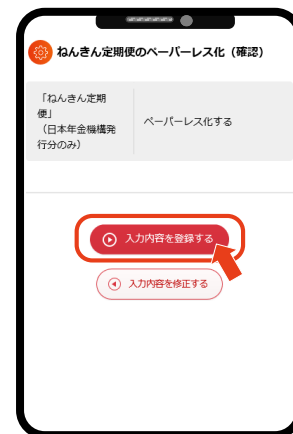 ねんきん定期便のペーパーレス化（確認）
「ねんきん定期
便」
（日本年金機構発
行分のみ）
ペーパーレス化する
入力内容を登録する
入力内容を修正する